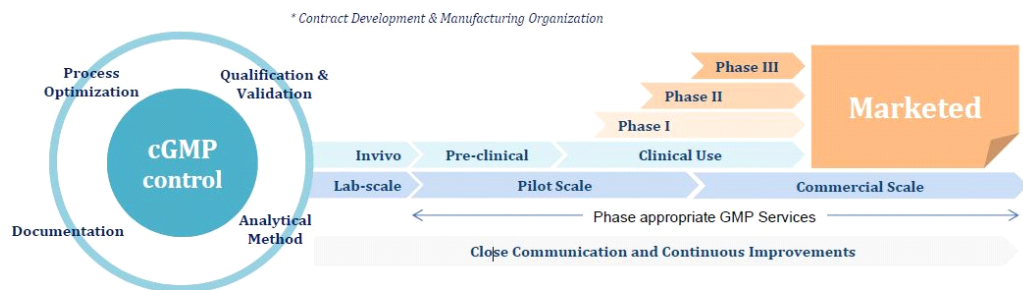 * Contract Development & Manufacturing Organization
Process
Optimization
Qualification &
Validation
cGMP
control
Documentation
Analytical
Method
Phase III
Phase II
Phase I
Marketed
Invivo
Pre-clinical
Clinical Use
Lab-scale
Pilot Scale
Commercial Scale
Phase appropriate GMP Services
Close Communication and Continuous Improvements